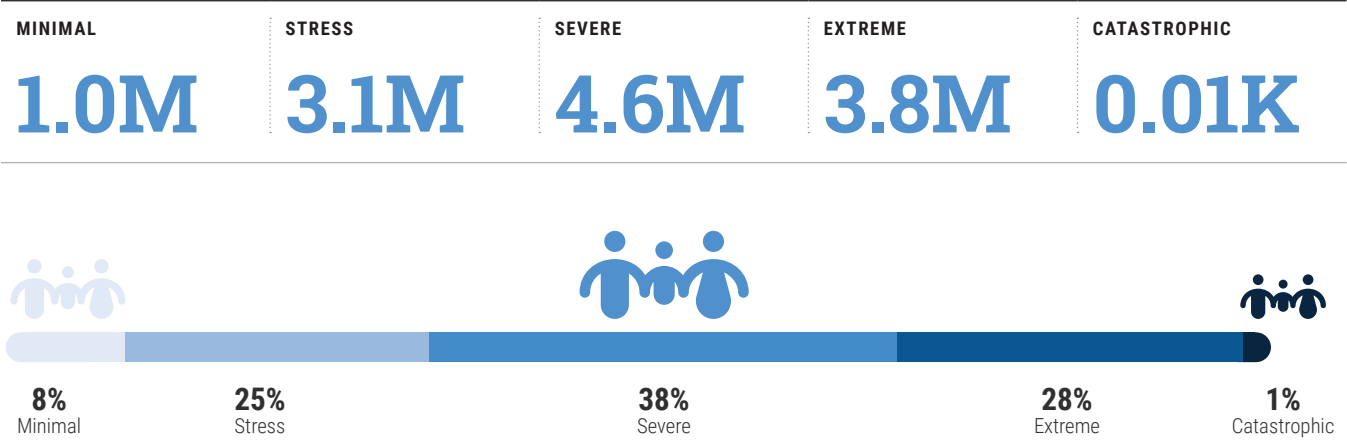 MINIMAL STRESS SEVERE EXTREME CATASTROPHIC
1.0M 3.1M 4.6M 3.8M 0.01K
8% 25% 38% 28% 1%
Minimal Stress Severe Extreme Catastrophic